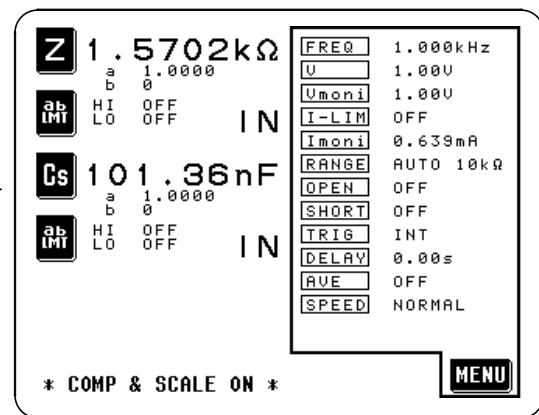 Z 1.5702kΩ
a 1.0000
b 0
ab LMT HI OFF
LO OFF
IN
Cs 101.36nF
a 1.0000
b 0
ab LMT HI OFF
LO OFF
IN
* COMP & SCALE ON *
FREQ 1.000kHz
V 1.00V
Vmoni 1.00V
I-LIM OFF
Imoni 0.639mA
RANGE AUTO 10kΩ
OPEN OFF
SHORT OFF
TRIG INT
DELAY 0.00s
AVE OFF
SPEED NORMAL
MENU